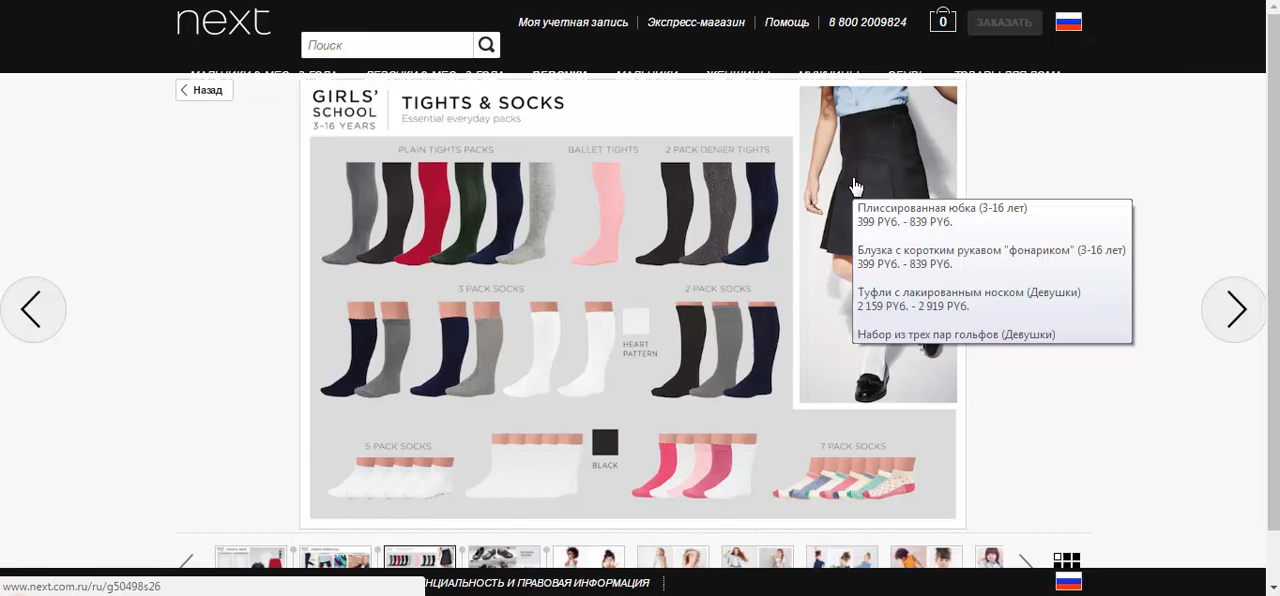 next
Моя учетная запись
Экспресс-магазин
Помощь
8 800 2009824
0
ЗАКАЗАТЬ
Поиск
Назад
GIRLS'
SCHOOL
3-16 YEARS
TIGHTS & SOCKS
Essential everyday packs
PLAIN TIGHTS PACKS
BALLET TIGHTS
2 PACK DENIER TIGHTS
Плиссированная юбка (3-16 лет)
399 РУб. - 839 РУб.
Блузка с коротким рукавом "фонариком" (3-16 лет)
399 РУб. - 839 РУб.
Туфли с лакированным носком (Девушки)
2 159 РУб. - 2 919 РУб.
Набор из трех пар гольфов (Девушки)
3 PACK SOCKS
2 PACK SOCKS
HEART
PATTERN
5 PACK SOCKS
BLACK
7 PACK SOCKS
www.next.com.ru/ru/g50498s26
НЦИАЛЬНОСТЬ И ПРАВОВАЯ ИНФОРМАЦИЯ